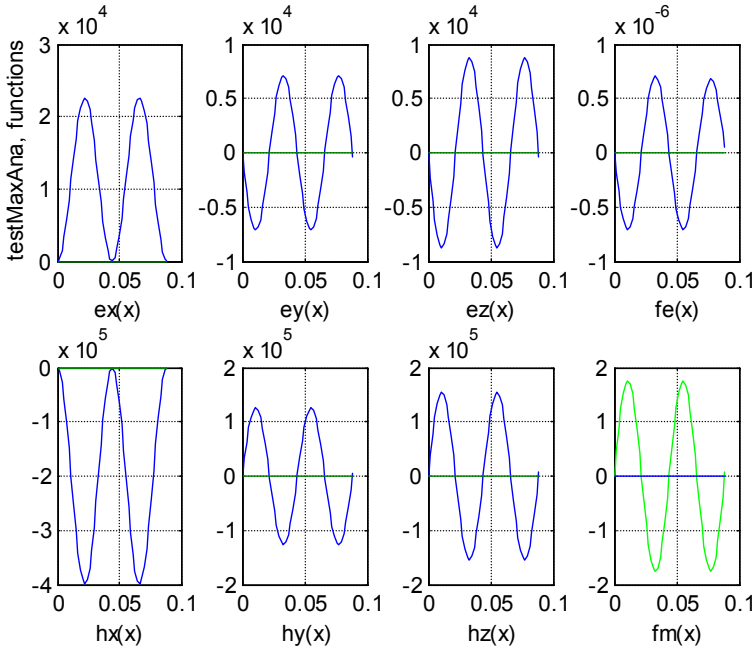 x 10^4 x 10^4 x 10^4 x 10^-6
testMaxAna, functions
3 1 1 1
2 0.5 0.5 0.5
0 0 0
1 -0.5 -0.5 -0.5
0 -1 -1 -1
0 0.05 0.1 0 0.05 0.1 0 0.05 0.1 0 0.05 0.1
ex(x) ey(x) ez(x) fe(x)
x 10^5 x 10^5 x 10^5
-0 2 2 2
-1 1 1 1
-2 0 0 0
-3 -1 -1 -1
-4 -2 -2 -2
0 0.05 0.1 0 0.05 0.1 0 0.05 0.1 0 0.05 0.1
hx(x) hy(x) hz(x) fm(x)